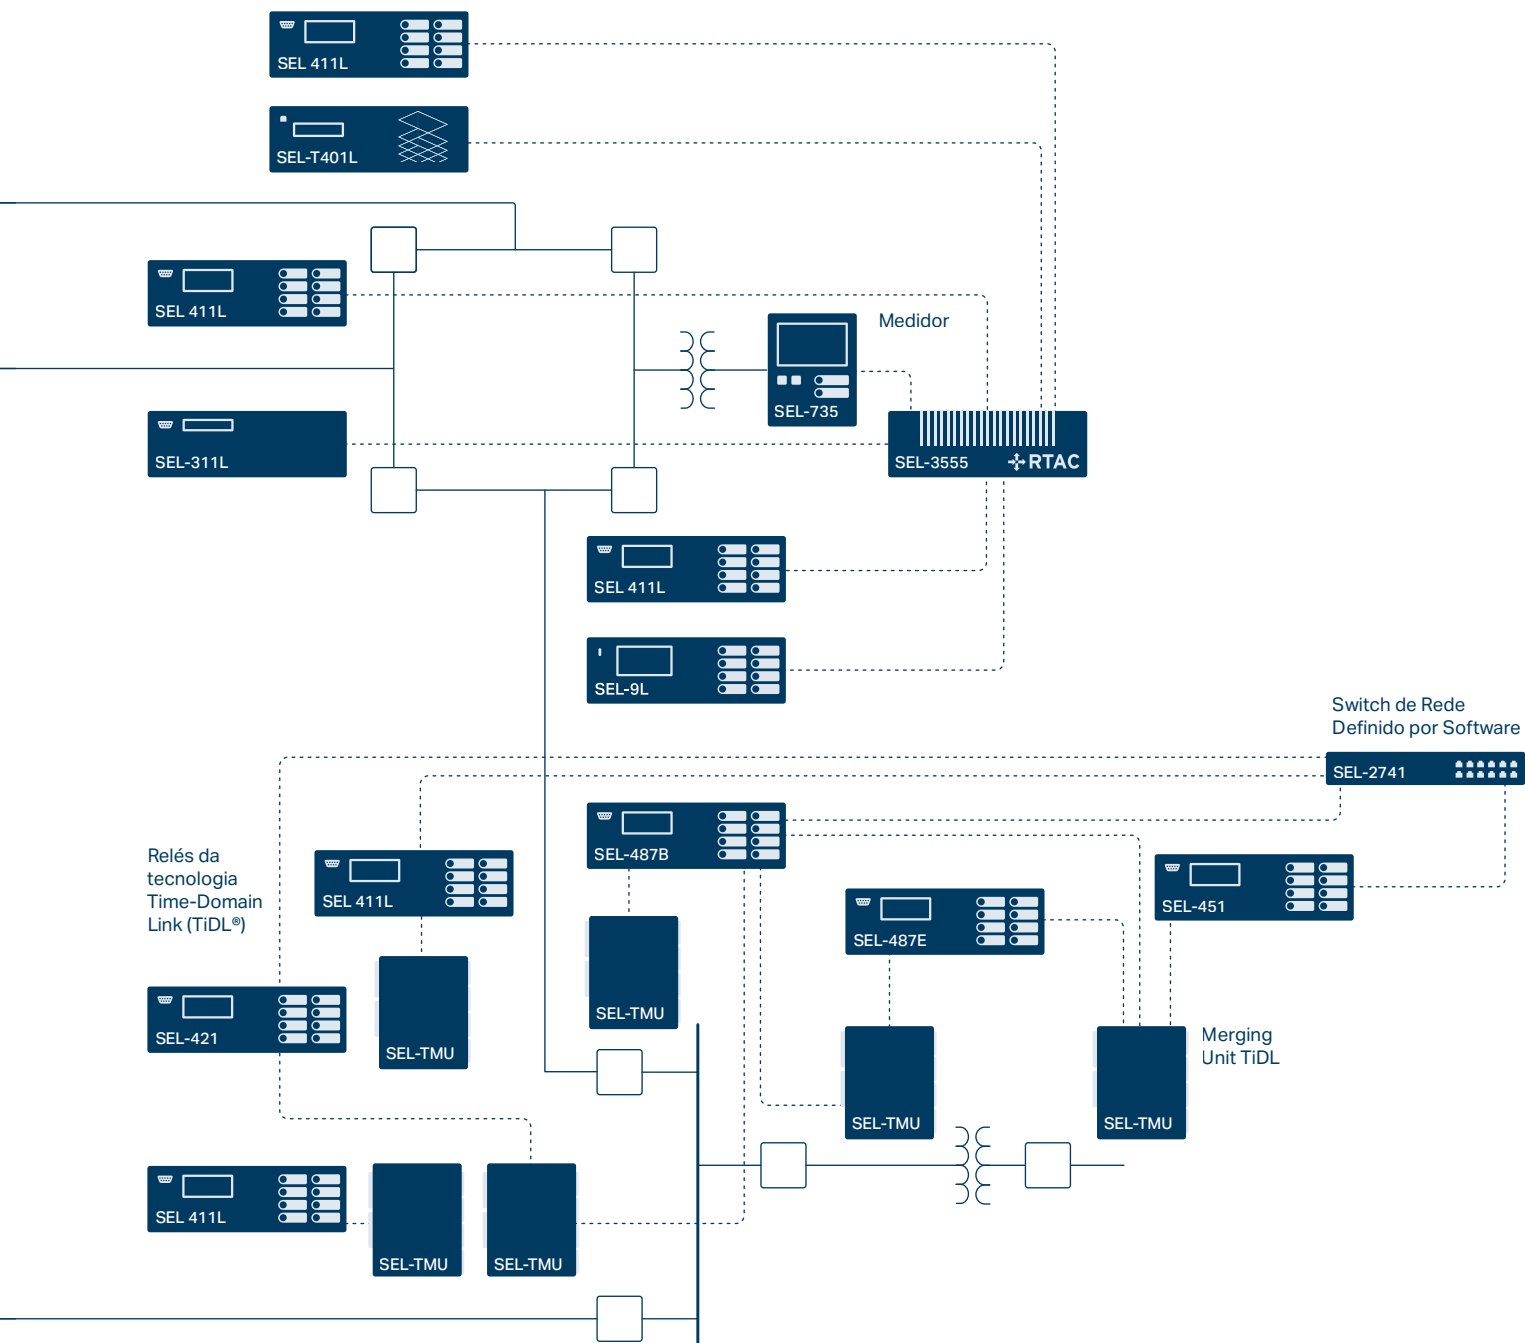 SEL 411L
SEL-T401L
SEL 411L
Medidor
SEL-735
SEL-311L
SEL-3555
RTAC
SEL 411L
SEL-9L
Switch de Rede
Definido por Software
SEL-2741
SEL-487B
Relés da
tecnologia
Time-Domain
Link (TiDL®)
SEL 411L
SEL-451
SEL-487E
SEL-TMU
SEL-421
SEL-TMU
Merging
Unit TiDL
SEL-TMU
SEL-TMU
SEL 411L
SEL-TMU
SEL-TMU